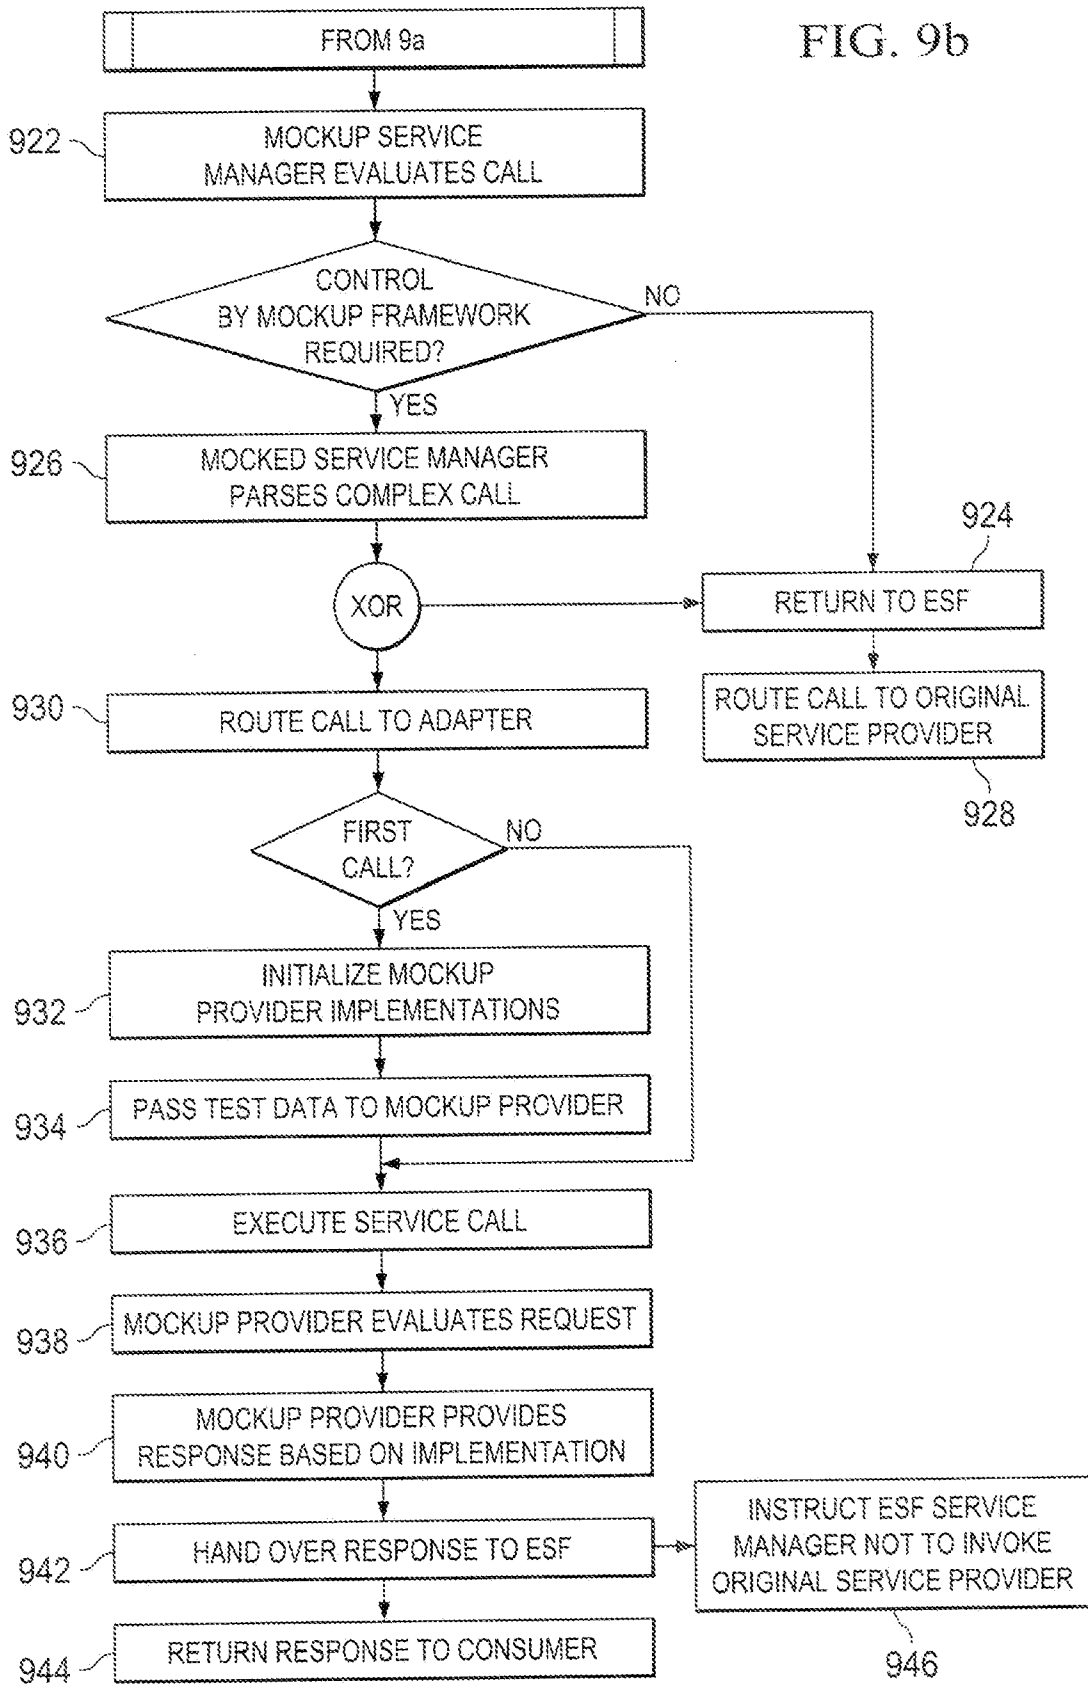 FROM 9a
FIG. 9b
922
MOCKUP SERVICE
MANAGER EVALUATES CALL
CONTROL
BY MOCKUP FRAMEWORK
REQUIRED?
NO
YES
926
MOCKED SERVICE MANAGER
PARSES COMPLEX CALL
924
XOR
RETURN TO ESF
930
ROUTE CALL TO ADAPTER
ROUTE CALL TO ORIGINAL
SERVICE PROVIDER
928
FIRST
CALL?
NO
YES
932
INITIALIZE MOCKUP
PROVIDER IMPLEMENTATIONS
934
PASS TEST DATA TO MOCKUP PROVIDER
936
EXECUTE SERVICE CALL
938
MOCKUP PROVIDER EVALUATES REQUEST
940
MOCKUP PROVIDER PROVIDES
RESPONSE BASED ON IMPLEMENTATION
942
HAND OVER RESPONSE TO ESF
INSTRUCT ESF SERVICE
MANAGER NOT TO INVOKE
ORIGINAL SERVICE PROVIDER
944
RETURN RESPONSE TO CONSUMER
946